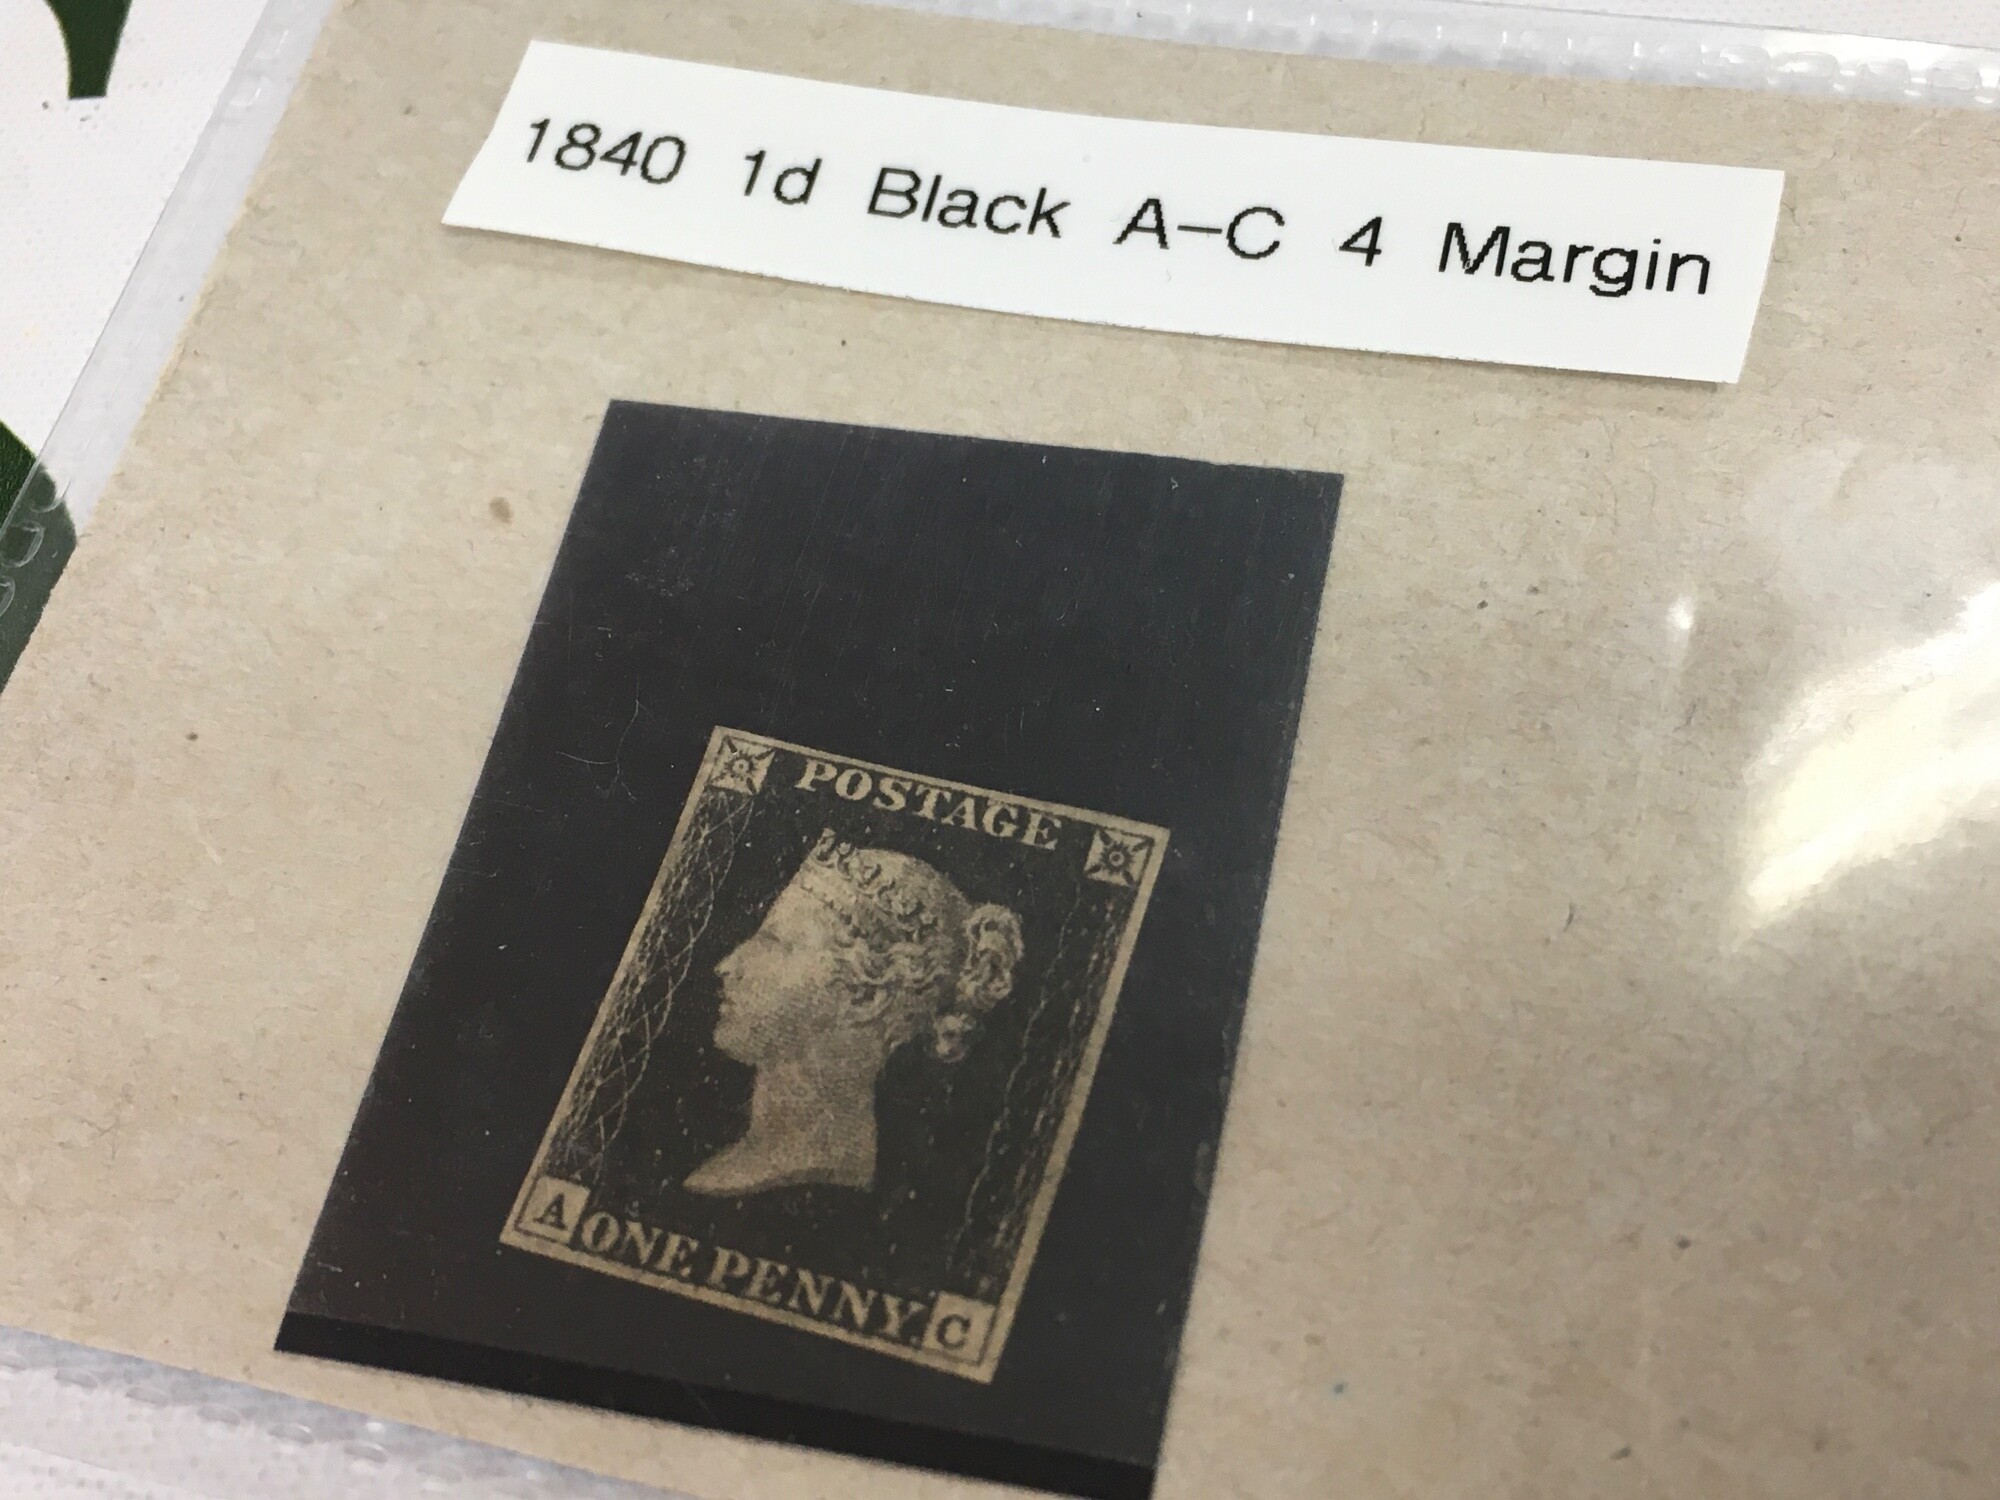 1840 1d Black A-C 4 Margin
POSTAGE
A ONE PENNY. C